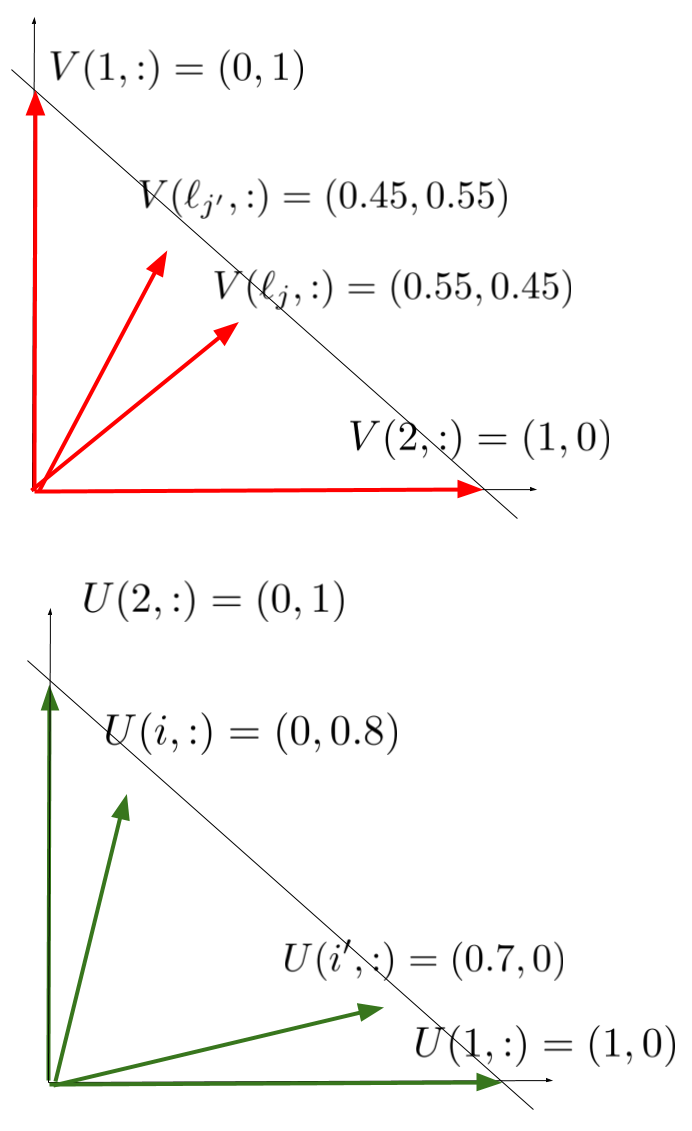 V(1,:) = (0,1)
V(ℓ_{j′},:) = (0.45,0.55)
V(ℓ_j,:) = (0.55,0.45)
V(2,:) = (1,0)
U(2,:) = (0,1)
U(i,:) = (0,0.8)
U(i′,:) = (0.7,0)
U(1,:) = (1,0)